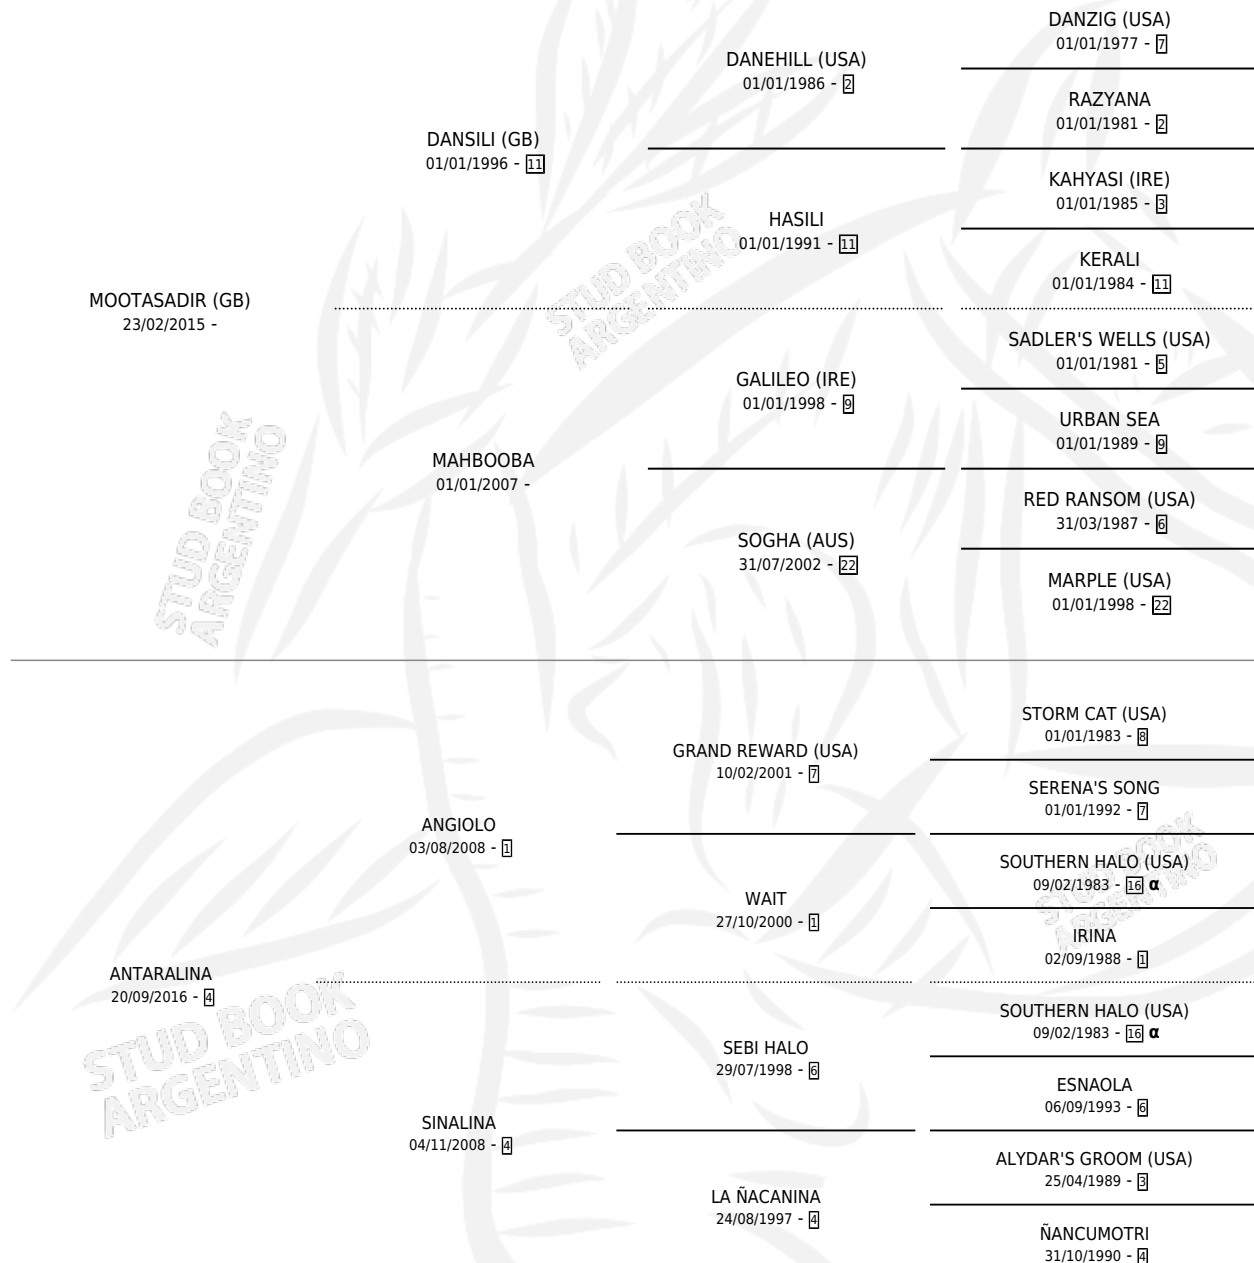 DANZIG (USA)
01/01/1977 - 7
DANEHILL (USA)
01/01/1986 - 2
RAZYANA
01/01/1981 - 2
DANSILI (GB)
01/01/1996 - 11
KAHYASI (IRE)
01/01/1985 - 3
HASILI
01/01/1991 - 11
KERALI
01/01/1984 - 11
MOOTASADIR (GB)
23/02/2015 -
SADLER'S WELLS (USA)
01/01/1981 - 5
GALILEO (IRE)
01/01/1998 - 9
URBAN SEA
01/01/1989 - 9
MAHBOOBA
01/01/2007 -
RED RANSOM (USA)
31/03/1987 - 6
SOGHA (AUS)
31/07/2002 - 22
MARPLE (USA)
01/01/1998 - 22
STORM CAT (USA)
01/01/1983 - 8
GRAND REWARD (USA)
10/02/2001 - 7
SERENA'S SONG
01/01/1992 - 7
ANGIOLO
03/08/2008 - 1
SOUTHERN HALO (USA)
09/02/1983 - 16 α
WAIT
27/10/2000 - 1
IRINA
02/09/1988 - 1
ANTARALINA
20/09/2016 - 4
SOUTHERN HALO (USA)
09/02/1983 - 16 α
SEBI HALO
29/07/1998 - 6
ESNAOLA
06/09/1993 - 6
SINALINA
04/11/2008 - 4
ALYDAR'S GROOM (USA)
25/04/1989 - 3
LA ÑACANINA
24/08/1997 - 4
ÑANCUMOTRI
31/10/1990 - 4
STUD BOOK
ARGENTINO
STUD BOOK
ARGENTINO
STUD BOOK
ARGENTINO
STUD BOOK
ARGENTINO